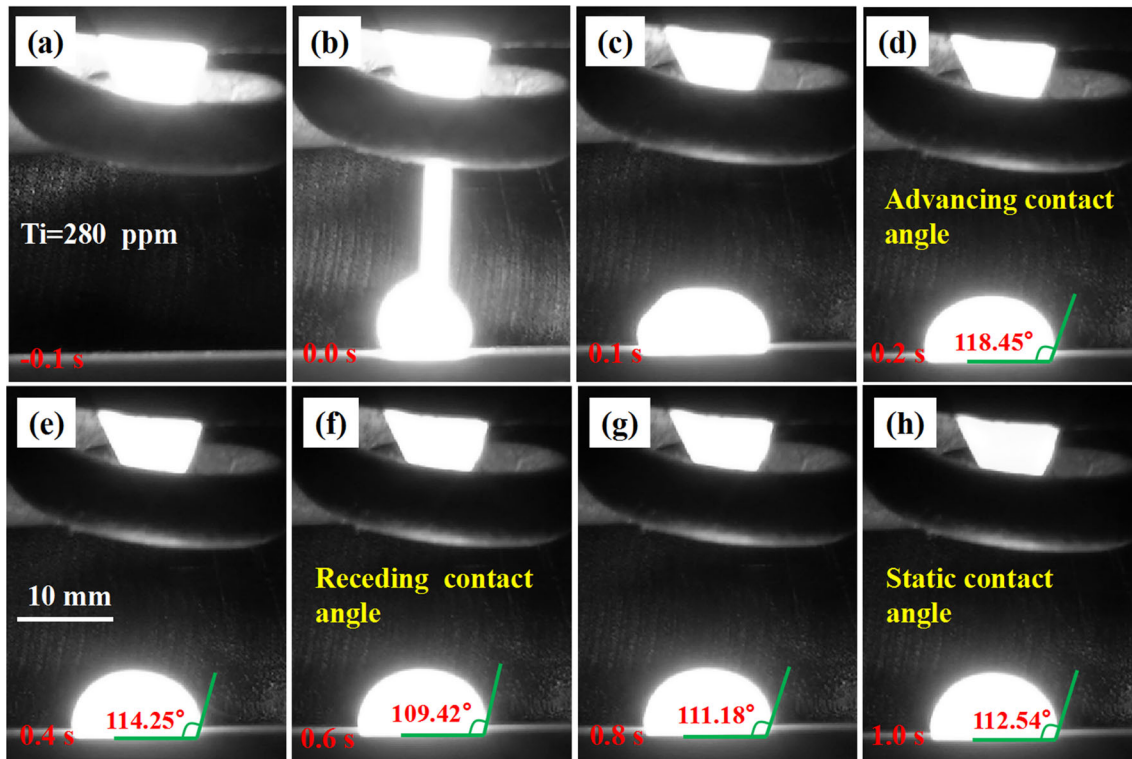 (a)
Ti=280 ppm
-0.1 s
(b)
0.0 s
(c)
0.1 s
(d)
Advancing contact
angle
118.45°
0.2 s
(e)
10 mm
114.25°
0.4 s
(f)
Receding contact
angle
109.42°
0.6 s
(g)
111.18°
0.8 s
(h)
Static contact
angle
112.54°
1.0 s